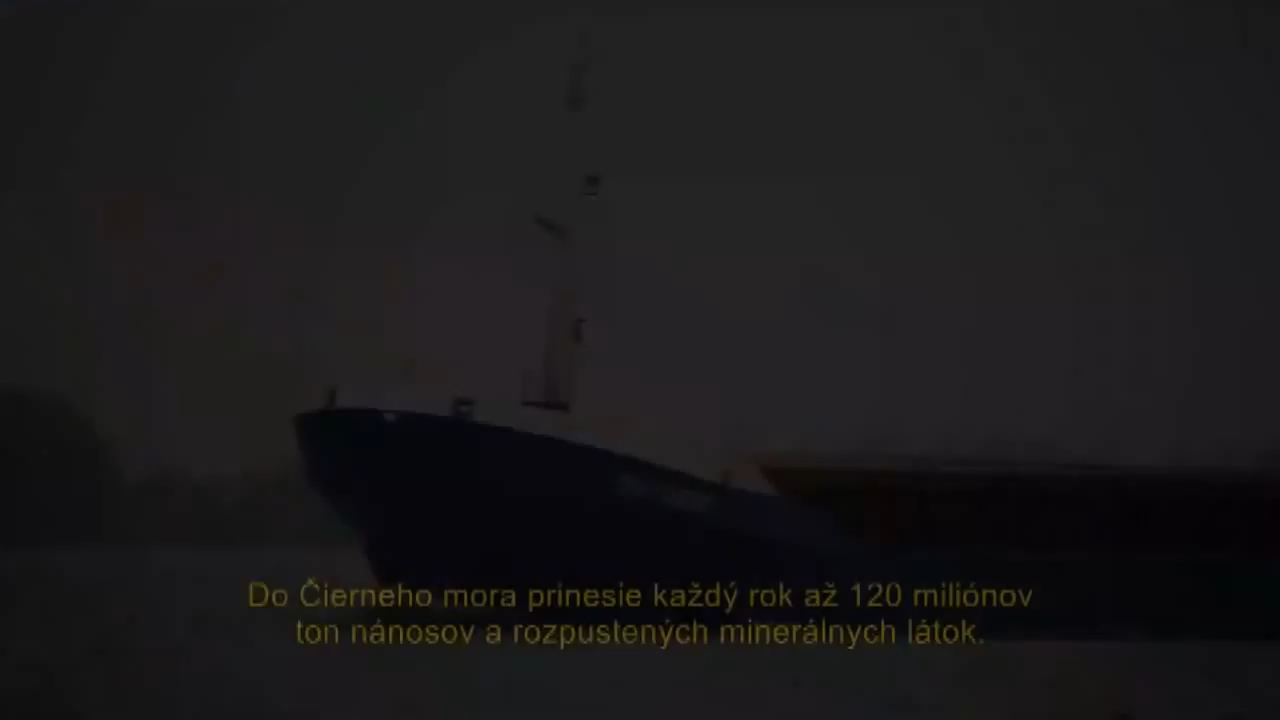 Do Čierneho mora prinesie každý rok až 120 miliónov
ton nánosov a rozpustených minerálnych látok.